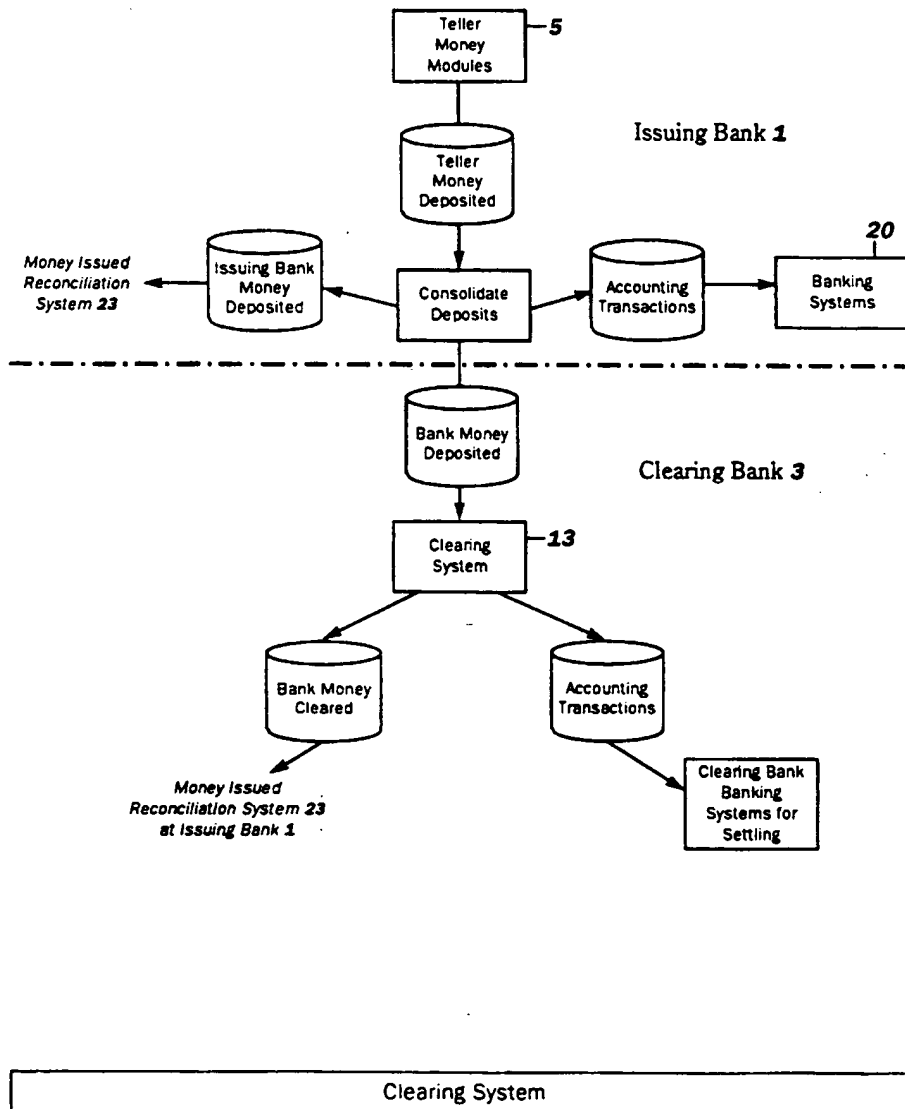 Teller
Money
Modules
5
Issuing Bank 1
Teller
Money
Deposited
20
Money Issued
Reconciliation
System 23
Issuing Bank
Money
Deposited
Consolidate
Deposits
Accounting
Transactions
Banking
Systems
Bank Money
Deposited
Clearing Bank 3
Clearing
System
13
Bank Money
Cleared
Accounting
Transactions
Money Issued
Reconciliation System 23
at Issuing Bank 1
Clearing Bank
Banking
Systems for
Settling
Clearing System